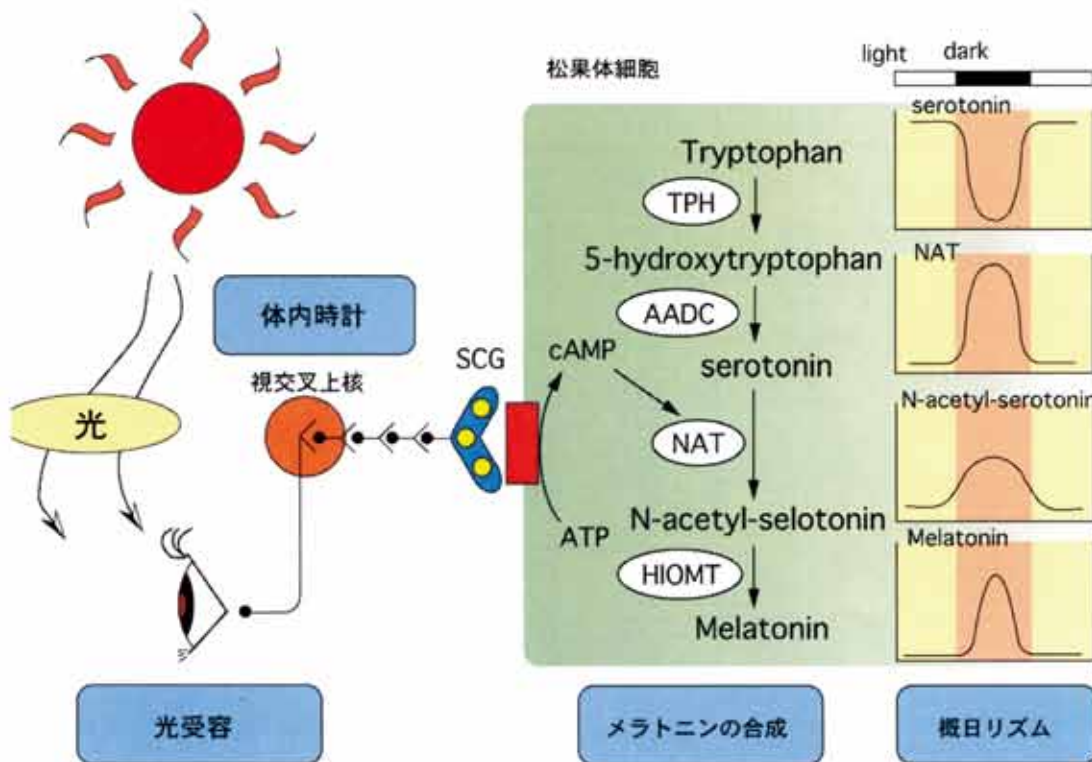 松果体細胞
light dark
serotonin
Tryptophan
TPH
5-hydroxytryptophan
NAT
体内時計
AADC
SCG
cAMP
serotonin
視交叉上核
光
NAT
N-acetyl-serotonin
N-acetyl-selotonin
ATP
HIOMT
Melatonin
Melatonin
光受容
メラトニンの合成
概日リズム